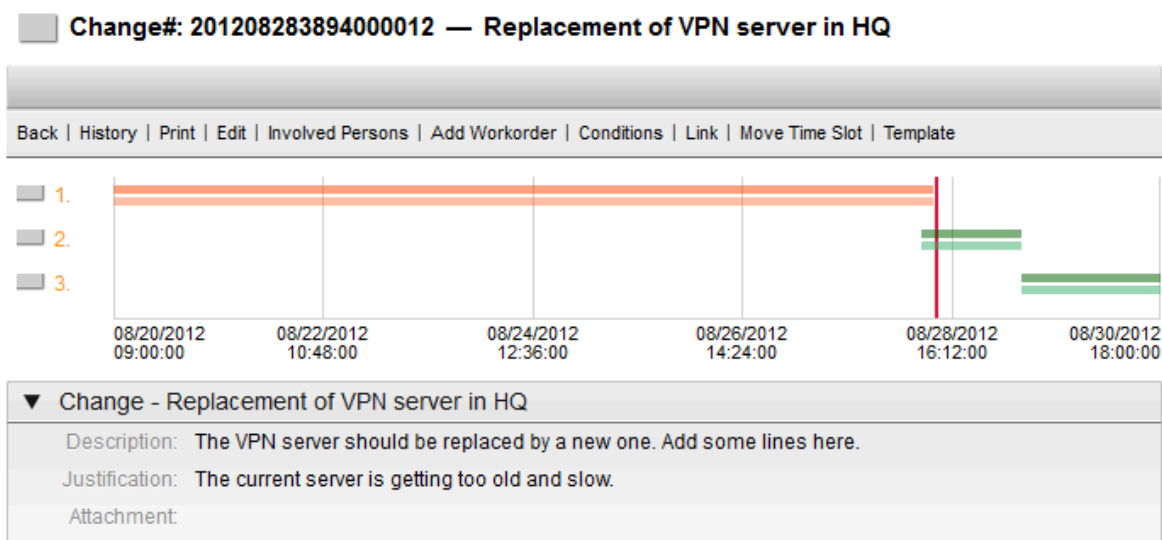 Change#: 201208283894000012 — Replacement of VPN server in HQ
Back | History | Print | Edit | Involved Persons | Add Workorder | Conditions | Link | Move Time Slot | Template
1.
2.
3.
08/20/2012 08/22/2012 08/24/2012 08/26/2012 08/28/2012 08/30/2012
09:00:00 10:48:00 12:36:00 14:24:00 16:12:00 18:00:00
▼ Change - Replacement of VPN server in HQ
Description: The VPN server should be replaced by a new one. Add some lines here.
Justification: The current server is getting too old and slow.
Attachment: